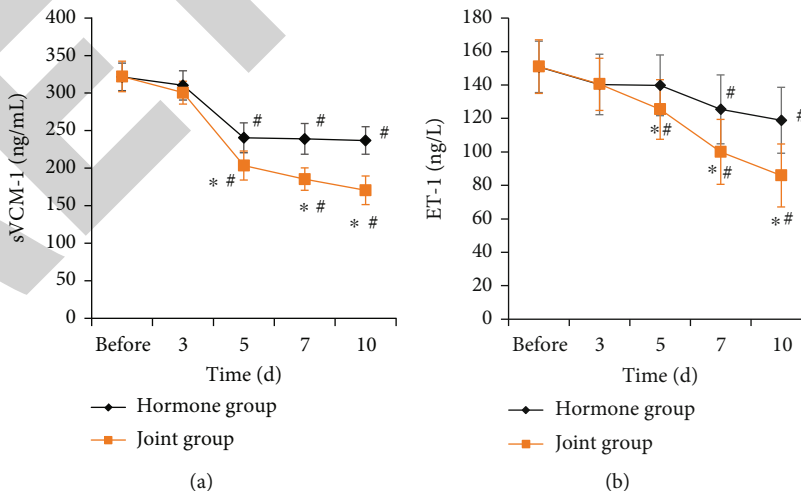 400
350
300
250
200
150
100
50
0
sVCM-1 (ng/mL)
# # #
* # * # * #
Before 3 5 7 10
Time (d)
Hormone group
Joint group
(a)
180
160
140
120
100
80
60
40
20
0
ET-1 (ng/L)
# #
*# *# *#
Before 3 5 7 10
Time (d)
Hormone group
Joint group
(b)